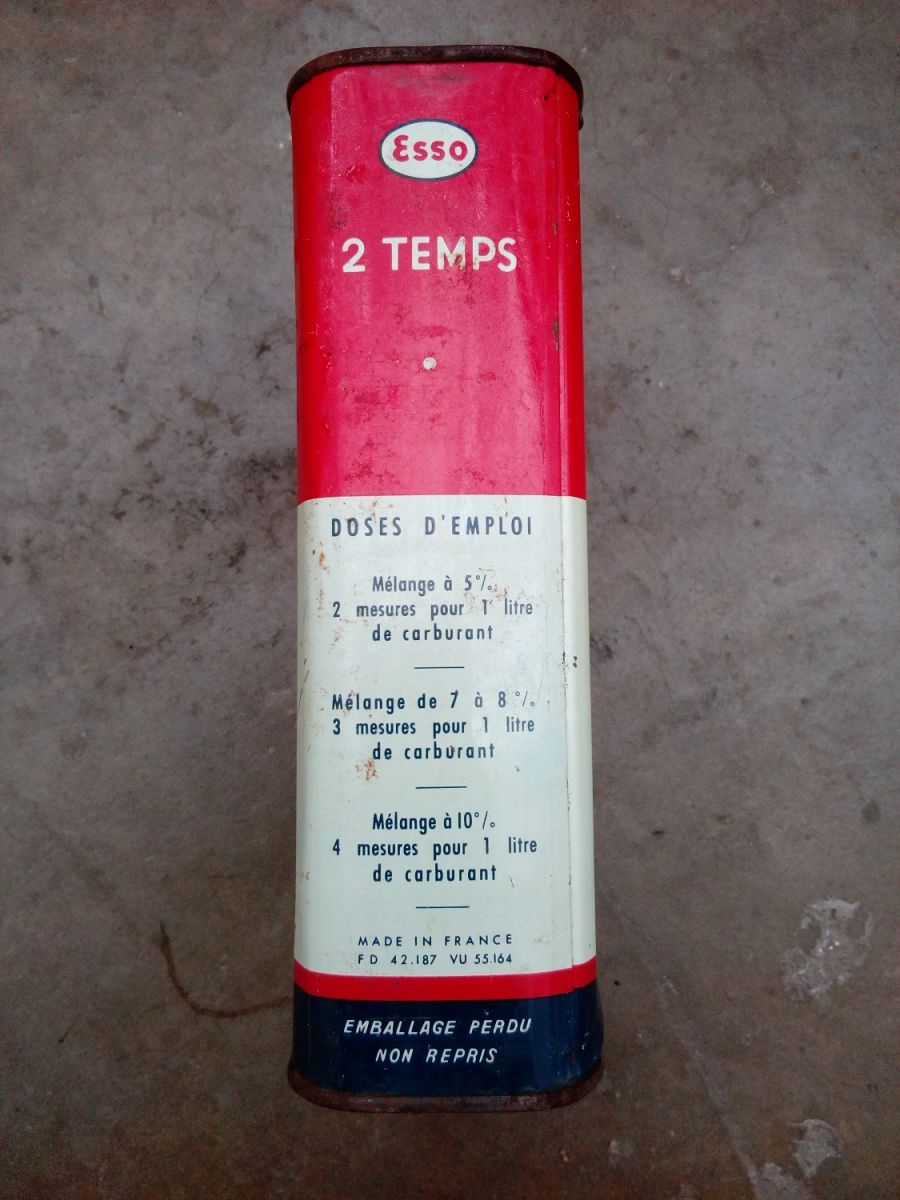 Esso
2 TEMPS
DOSES D'EMPLOI
Mélange à 5%
2 mesures pour 1 litre
de carburant
Mélange de 7 à 8%
3 mesures pour 1 litre
de carburant
Mélange à 10%
4 mesures pour 1 litre
de carburant
MADE IN FRANCE
FD 42.187 VU 55.164
EMBALLAGE PERDU
NON REPRIS